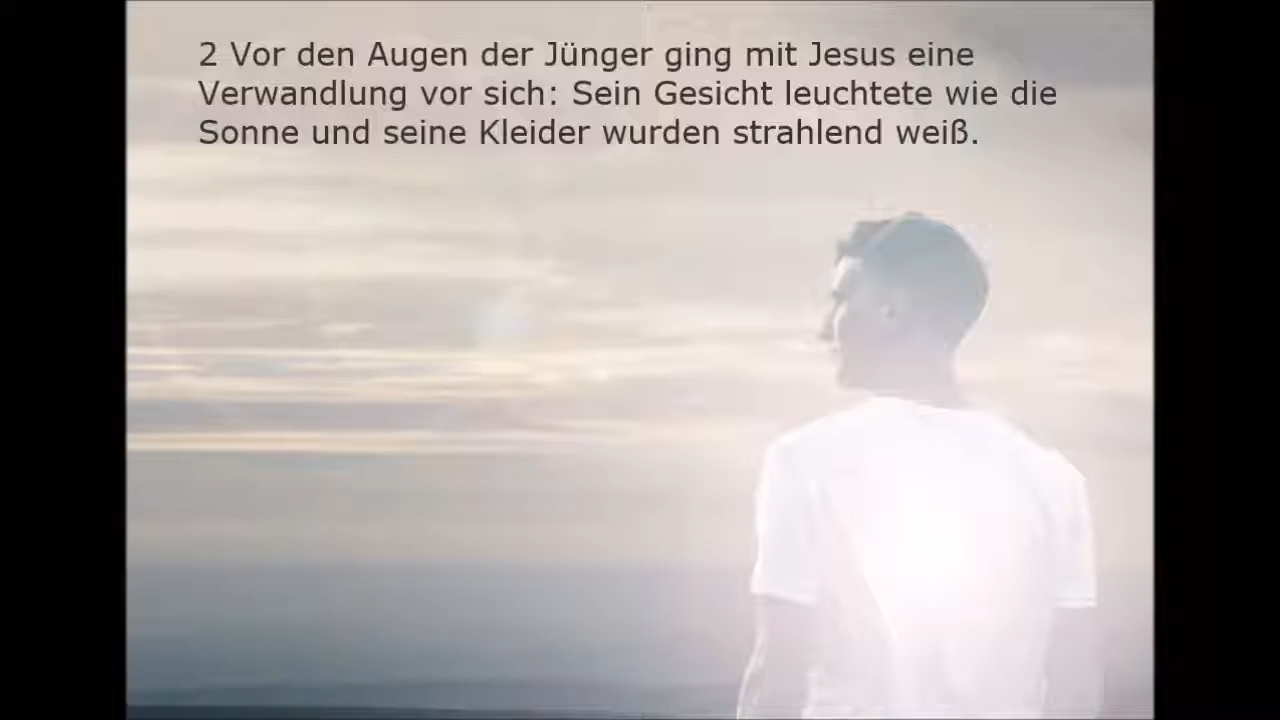 2 Vor den Augen der Jünger ging mit Jesus eine
Verwandlung vor sich: Sein Gesicht leuchtete wie die
Sonne und seine Kleider wurden strahlend weiß.